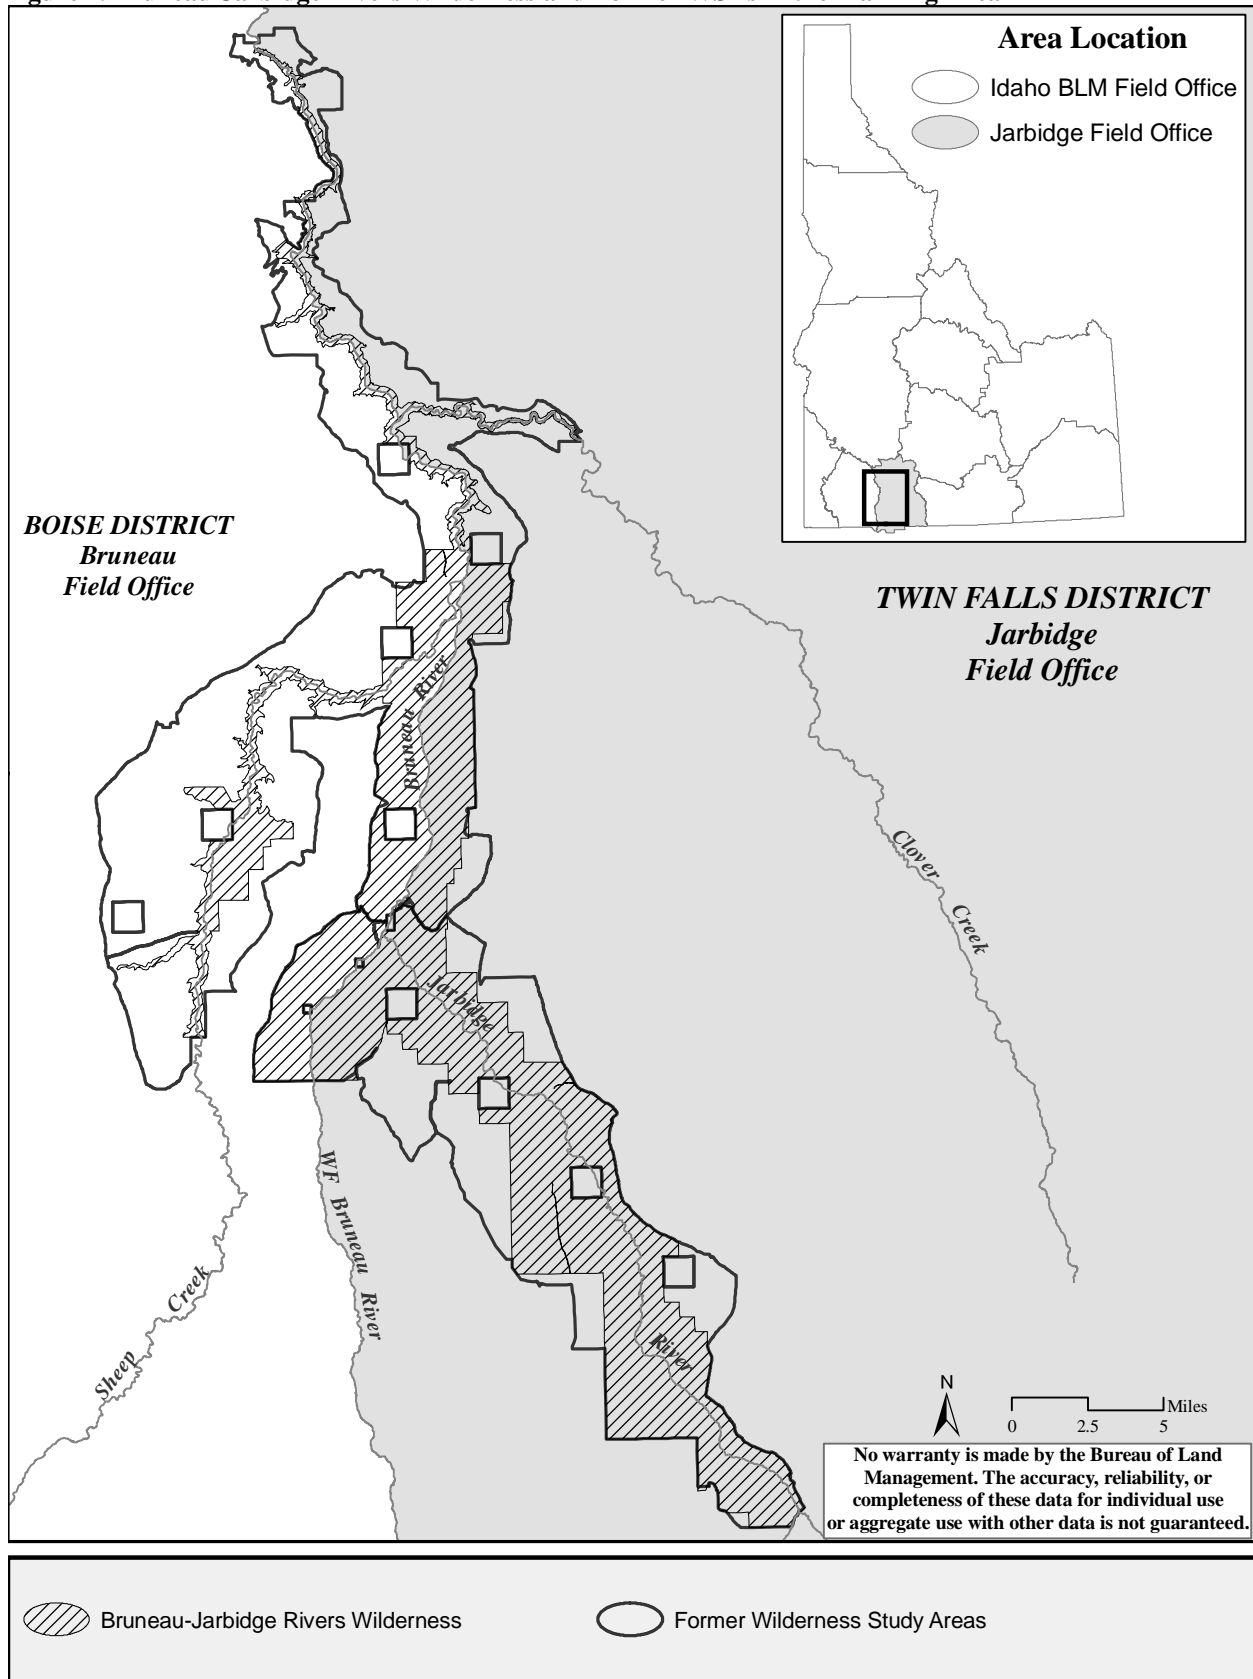 Area Location
Idaho BLM Field Office
Jarbidge Field Office
BOISE DISTRICT
Bruneau
Field Office
TWIN FALLS DISTRICT
Jarbidge
Field Office
Bruneau River
Clover Creek
Jarbidge River
WF Bruneau River
Sheep Creek
N
0 2.5 5 Miles
No warranty is made by the Bureau of Land
Management. The accuracy, reliability, or
completeness of these data for individual use
or aggregate use with other data is not guaranteed.
Bruneau-Jarbidge Rivers Wilderness
Former Wilderness Study Areas